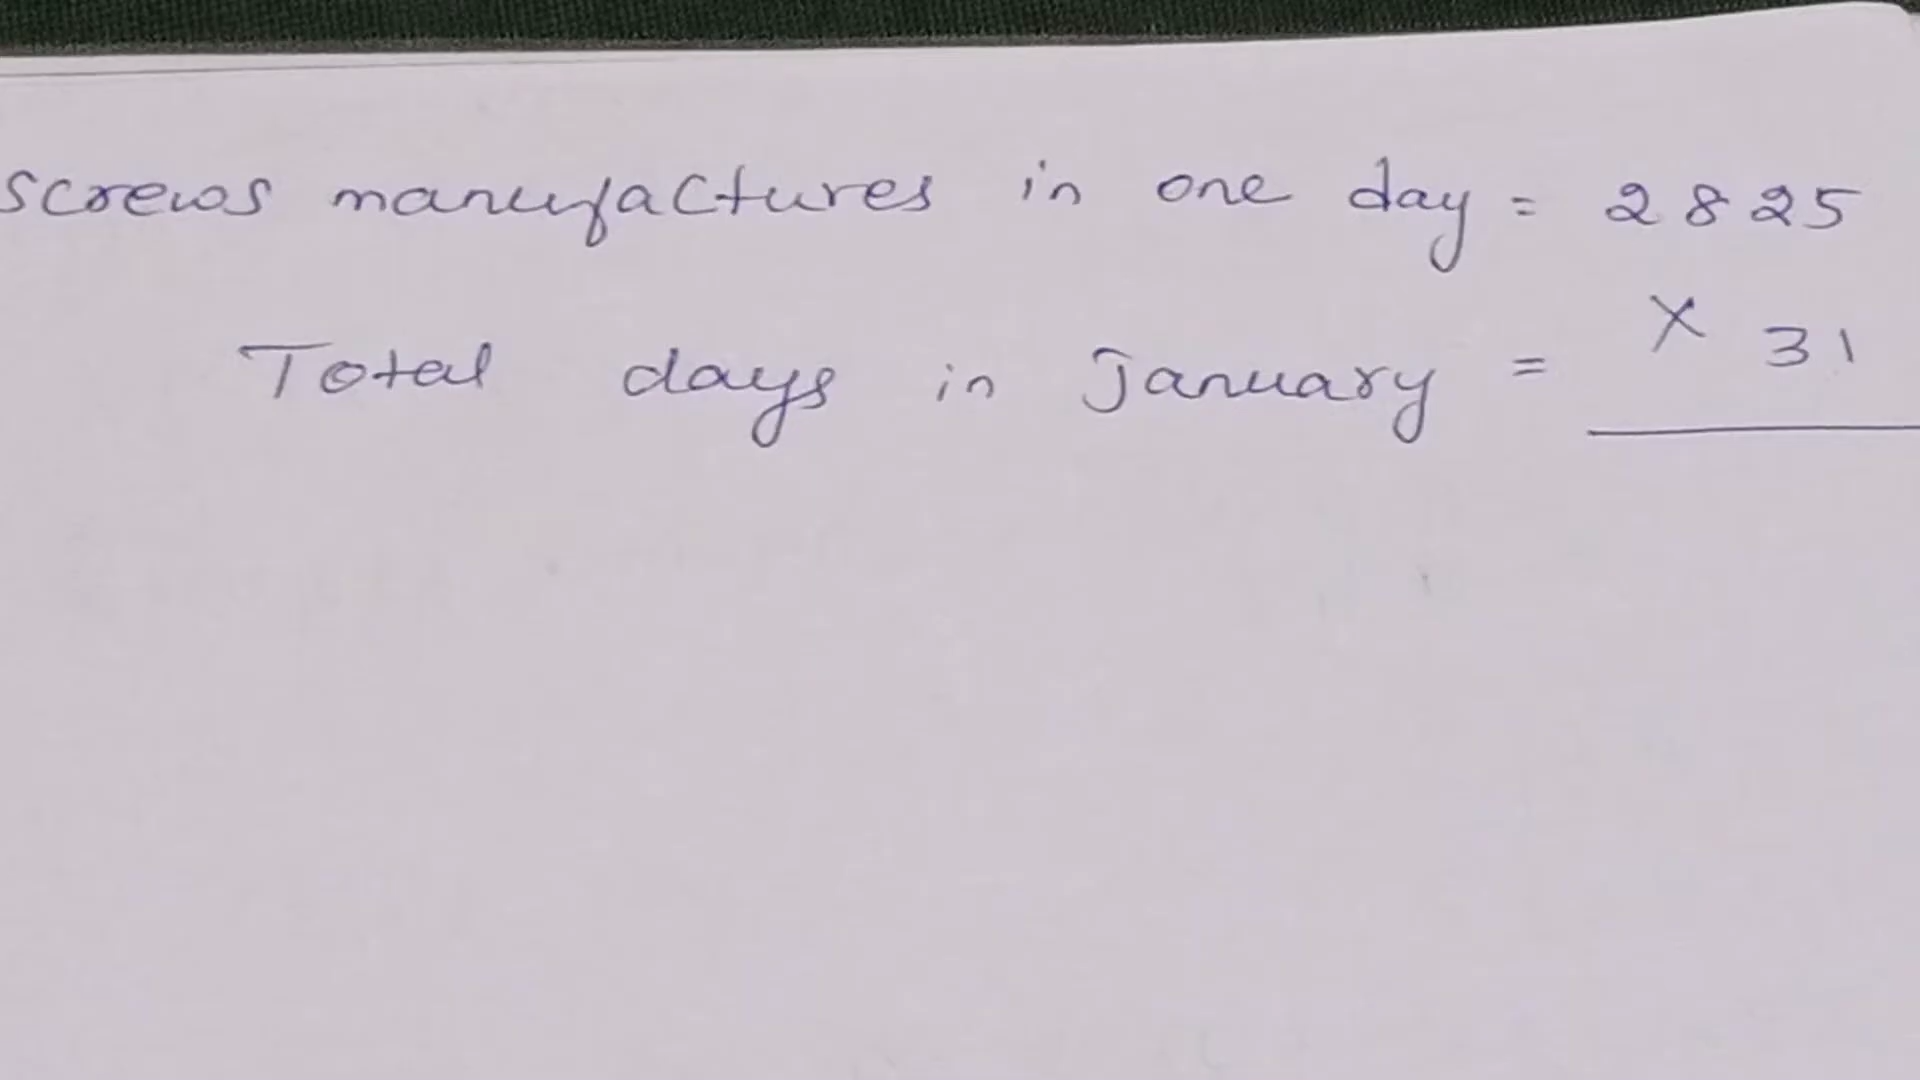 screws manufactures in one day = 2825
Total days in January = × 31